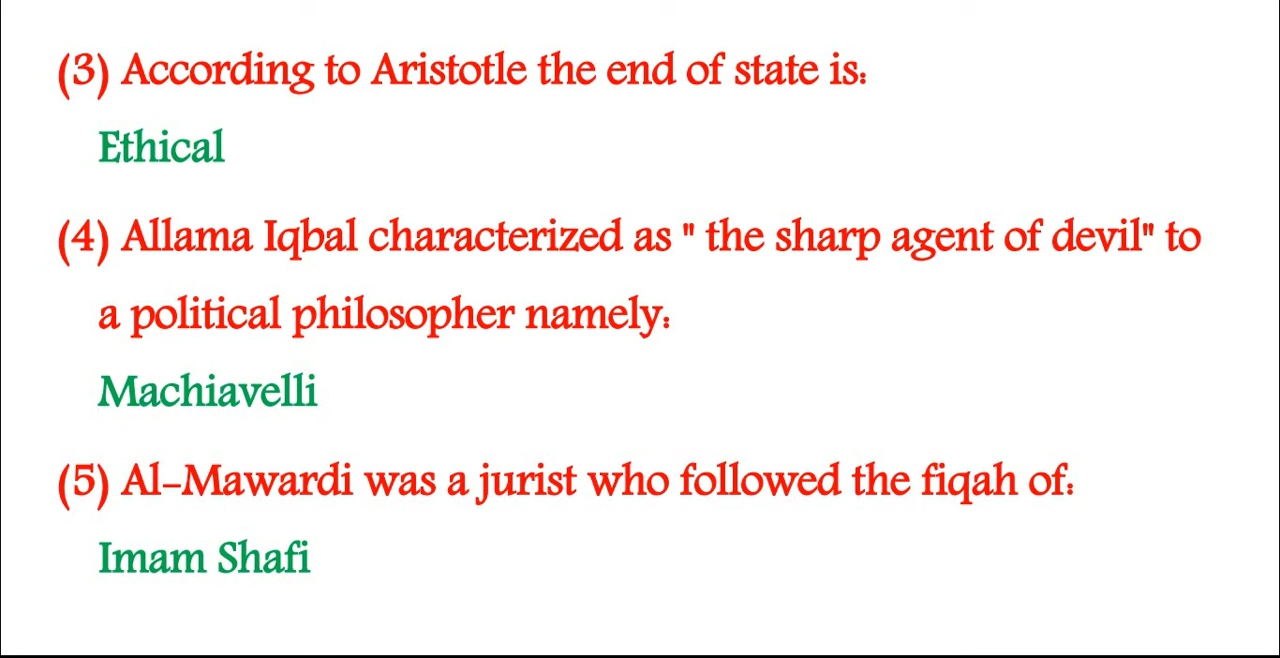 (3) According to Aristotle the end of state is:
Ethical
(4) Allama Iqbal characterized as " the sharp agent of devil" to
a political philosopher namely:
Machiavelli
(5) Al-Mawardi was a jurist who followed the fiqah of:
Imam Shafi